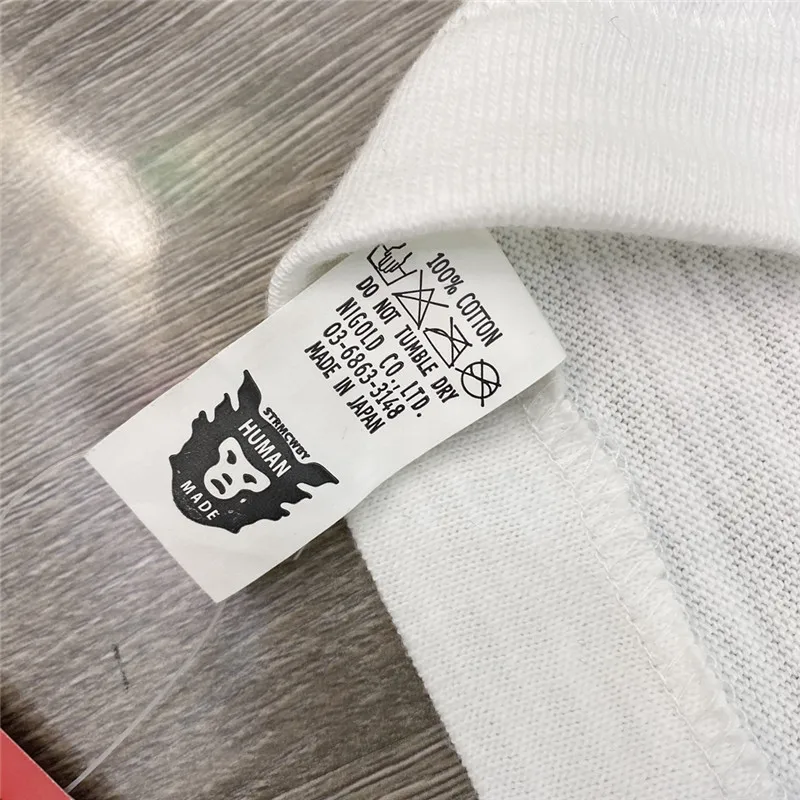 100% COTTON
DO NOT TUMBLE DRY
NIGOLD CO.,LTD.
03-6863-3148
MADE IN JAPAN
STRMCWBY
HUMAN
MADE